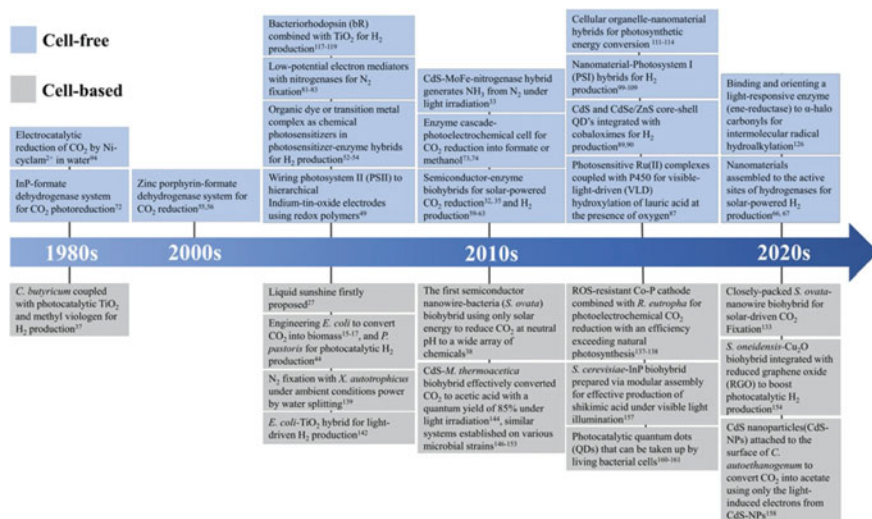 Cell-free
Cell-based
Electrocatalytic
reduction of CO2 by Ni-
cyclam2+ in water94
InP-formate
dehydrogenase system
for CO2 photoreduction72
Zinc porphyrin-formate
dehydrogenase system for
CO2 reduction55,56
Bacteriorhodopsin (bR)
combined with TiO2 for H2
production117-119
Low-potential electron mediators
with nitrogenases for N2
fixation81-83
Organic dye or transition metal
complex as chemical
photosensitizers in
photosensitizer-enzyme hybrids
for H2 production52-54
Wiring photosystem II (PSII) to
hierarchical
Indium-tin-oxide electrodes
using redox polymers49
CdS-MoFe-nitrogenase hybrid
generates NH3 from N2 under
light irradiation33
Enzyme cascade-
photoelectrochemical cell for
CO2 reduction into formate or
methanol73,74
Semiconductor-enzyme
biohybrids for solar-powered
CO2 reduction32, 35 and H2
production59-63
Cellular organelle-nanomaterial
hybrids for photosynthetic
energy conversion 111-114
Nanomaterial-Photosystem I
(PSI) hybrids for H2
production99-109
CdS and CdSe/ZnS core-shell
QD's integrated with
cobaloximes for H2
production89,90
Photosensitive Ru(II) complexes
coupled with P450 for visible-
light-driven (VLD)
hydroxylation of lauric acid at the
presence of oxygen87
Binding and orienting a
light-responsive enzyme
(ene-reductase) to α-halo
carbonyls for
intermolecular radical
hydroalkylation126
Nanomaterials
assembled to the active
sites of hydrogenases for
solar-powered H2
production66, 67
1980s
2000s
2010s
2020s
C. butyricum coupled
with photocatalytic TiO2
and methyl viologen for
H2 production37
Liquid sunshine firstly
proposed27
Engineering E. coli to convert
CO2 into biomass15-17, and P.
pastoris for photocatalytic H2
production44
N2 fixation with X. autotrophicus
under ambient conditions power
by water splitting139
E. coli-TiO2 hybrid for light-
driven H2 production142
The first semiconductor
nanowire-bacteria (S. ovata)
biohybrid using only solar
energy to reduce CO2 at neutral
pH to a wide array of
chemicals38
CdS-M. thermoacetica
biohybrid effectively converted
CO2 to acetic acid with a
quantum yield of 85% under
light irradiation144, similar
systems established on various
microbial strains146-153
ROS-resistant Co-P cathode
combined with R. eutropha for
photoelectrochemical CO2
reduction with an efficiency
exceeding natural
photosynthesis137-138
S. cerevisiae-InP biohybrid
prepared via modular assembly
for effective production of
shikimic acid under visible light
illumination157
Photocatalytic quantum dots
(QDs) that can be taken up by
living bacterial cells160-161
Closely-packed S. ovata-
nanowire biohybrid for
solar-driven CO2
Fixation133
S. oneidensis-Cu2O
biohybrid integrated with
reduced graphene oxide
(RGO) to boost
photocatalytic H2
production154
CdS nanoparticles(CdS-
NPs) attached to the
surface of C.
autoethanogenum to
convert CO2 into acetate
using only the light-
induced electrons from
CdS-NPs158